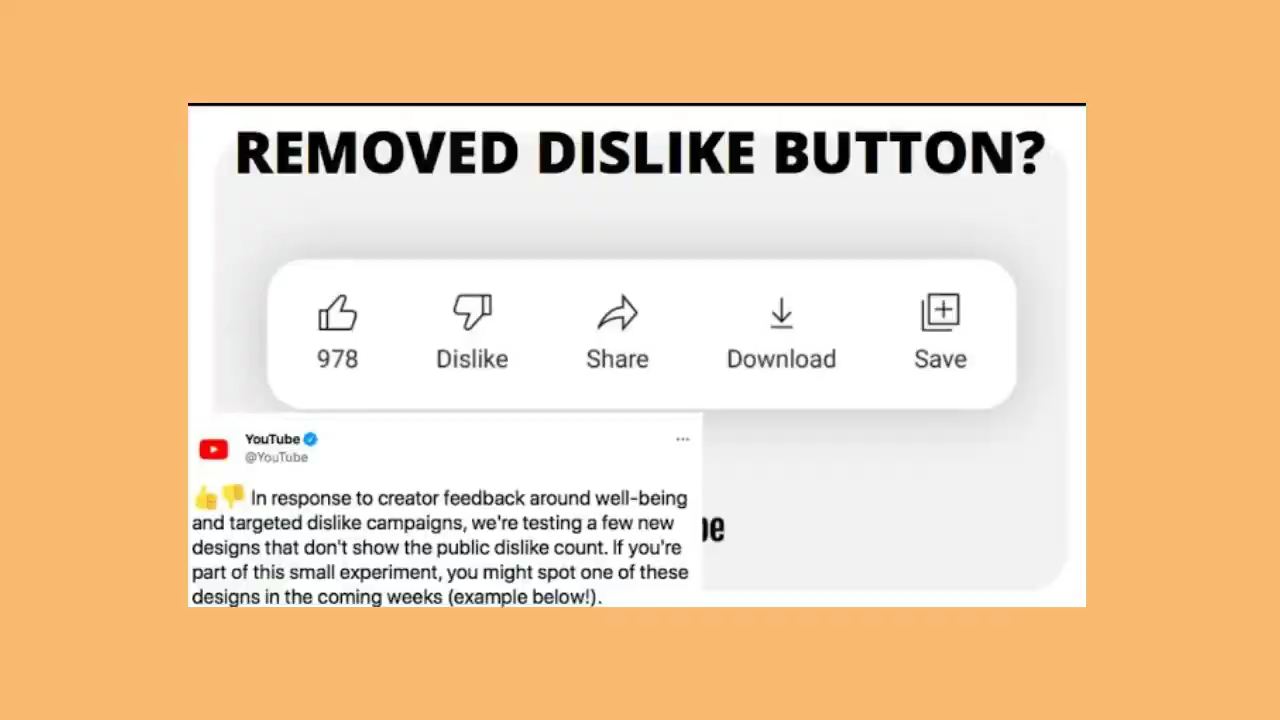 REMOVED DISLIKE BUTTON?
978 Dislike Share Download Save
YouTube
@YouTube
👍👎 In response to creator feedback around well-being
and targeted dislike campaigns, we're testing a few new
designs that don't show the public dislike count. If you're
part of this small experiment, you might spot one of these
designs in the coming weeks (example below!).
be